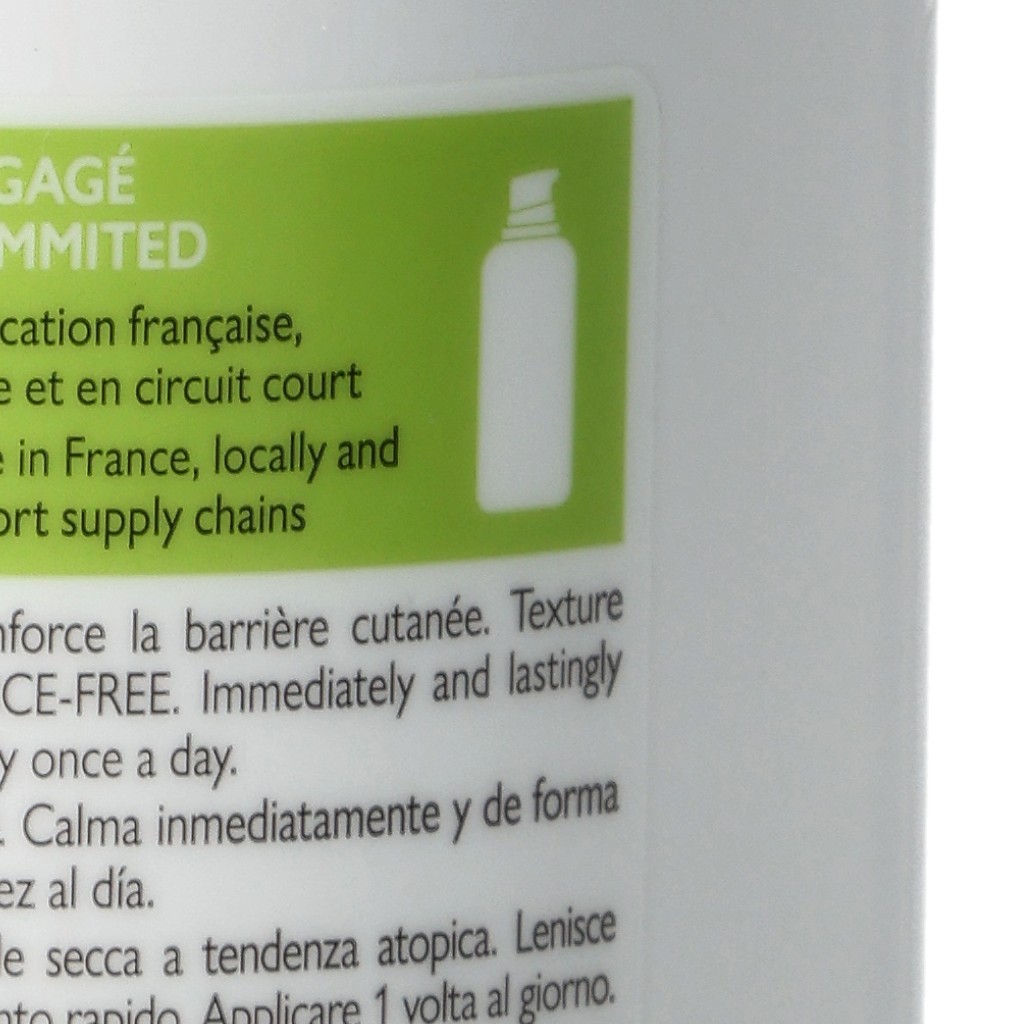 GAGÉ
MMITED
cation française,
e et en circuit court
e in France, locally and
ort supply chains
nforce la barrière cutanée. Texture
CE-FREE. Immediately and lastingly
y once a day.
. Calma inmediatamente y de forma
ez al día.
le secca a tendenza atopica. Lenisce
nto rapido. Applicare 1 volta al giorno.